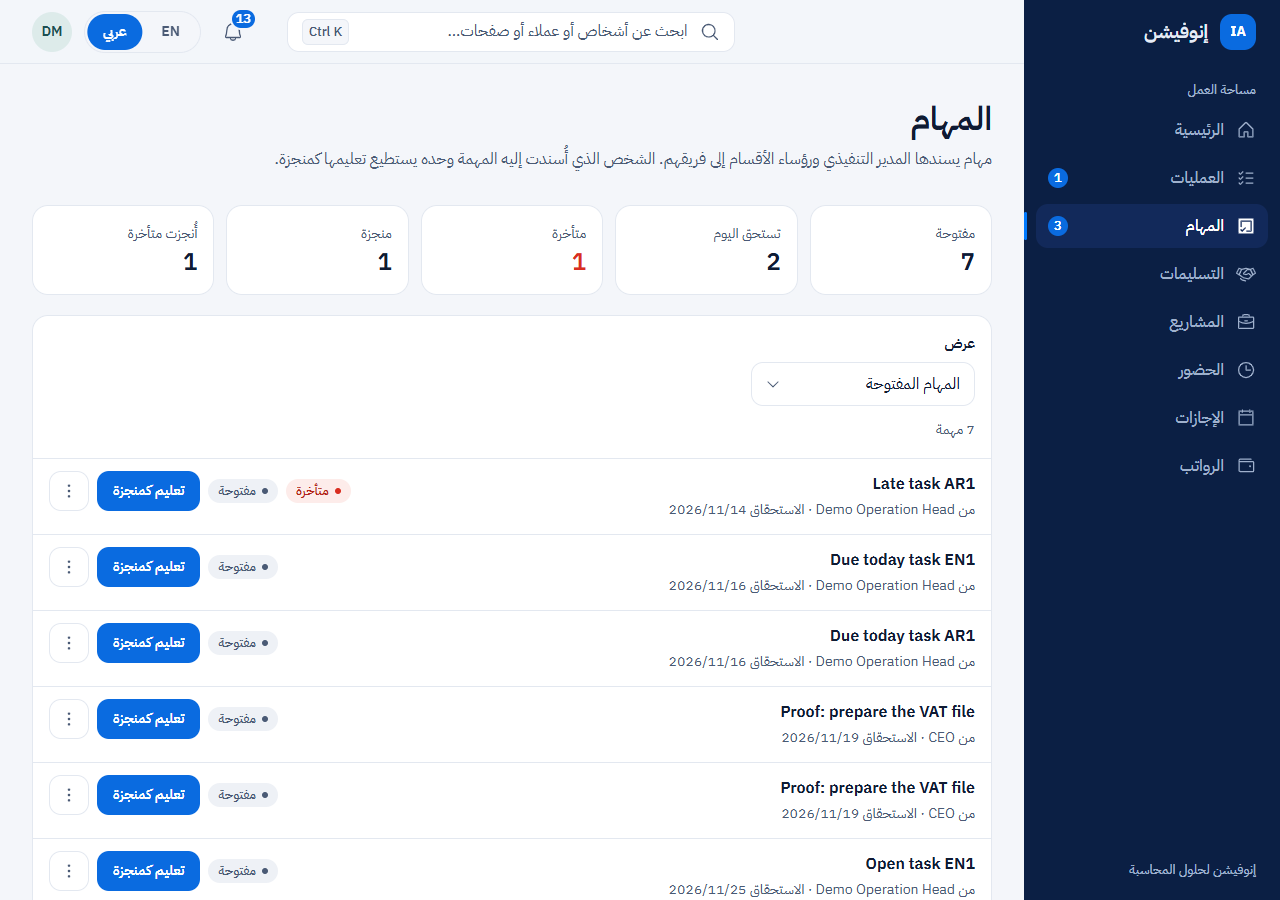 IA إنوفيشن
مساحة العمل
الرئيسية
العمليات 1
المهام 3
التسليمات
المشاريع
الحضور
الإجازات
الرواتب
إنوفيشن لحلول المحاسبة
ابحث عن أشخاص أو عملاء أو صفحات... Ctrl K
13
EN عربي
DM
المهام
مهام يسندها المدير التنفيذي ورؤساء الأقسام إلى فريقهم. الشخص الذي أُسندت إليه المهمة وحده يستطيع تعليمها كمنجزة.
مفتوحة
7
تستحق اليوم
2
متأخرة
1
منجزة
1
أُنجزت متأخرة
1
عرض
المهام المفتوحة
7 مهمة
Late task AR1
من Demo Operation Head · الاستحقاق 2026/11/14
متأخرة مفتوحة تعليم كمنجزة
Due today task EN1
من Demo Operation Head · الاستحقاق 2026/11/16
مفتوحة تعليم كمنجزة
Due today task AR1
من Demo Operation Head · الاستحقاق 2026/11/16
مفتوحة تعليم كمنجزة
Proof: prepare the VAT file
من CEO · الاستحقاق 2026/11/19
مفتوحة تعليم كمنجزة
Proof: prepare the VAT file
من CEO · الاستحقاق 2026/11/19
مفتوحة تعليم كمنجزة
Open task EN1
من Demo Operation Head · الاستحقاق 2026/11/25
مفتوحة تعليم كمنجزة